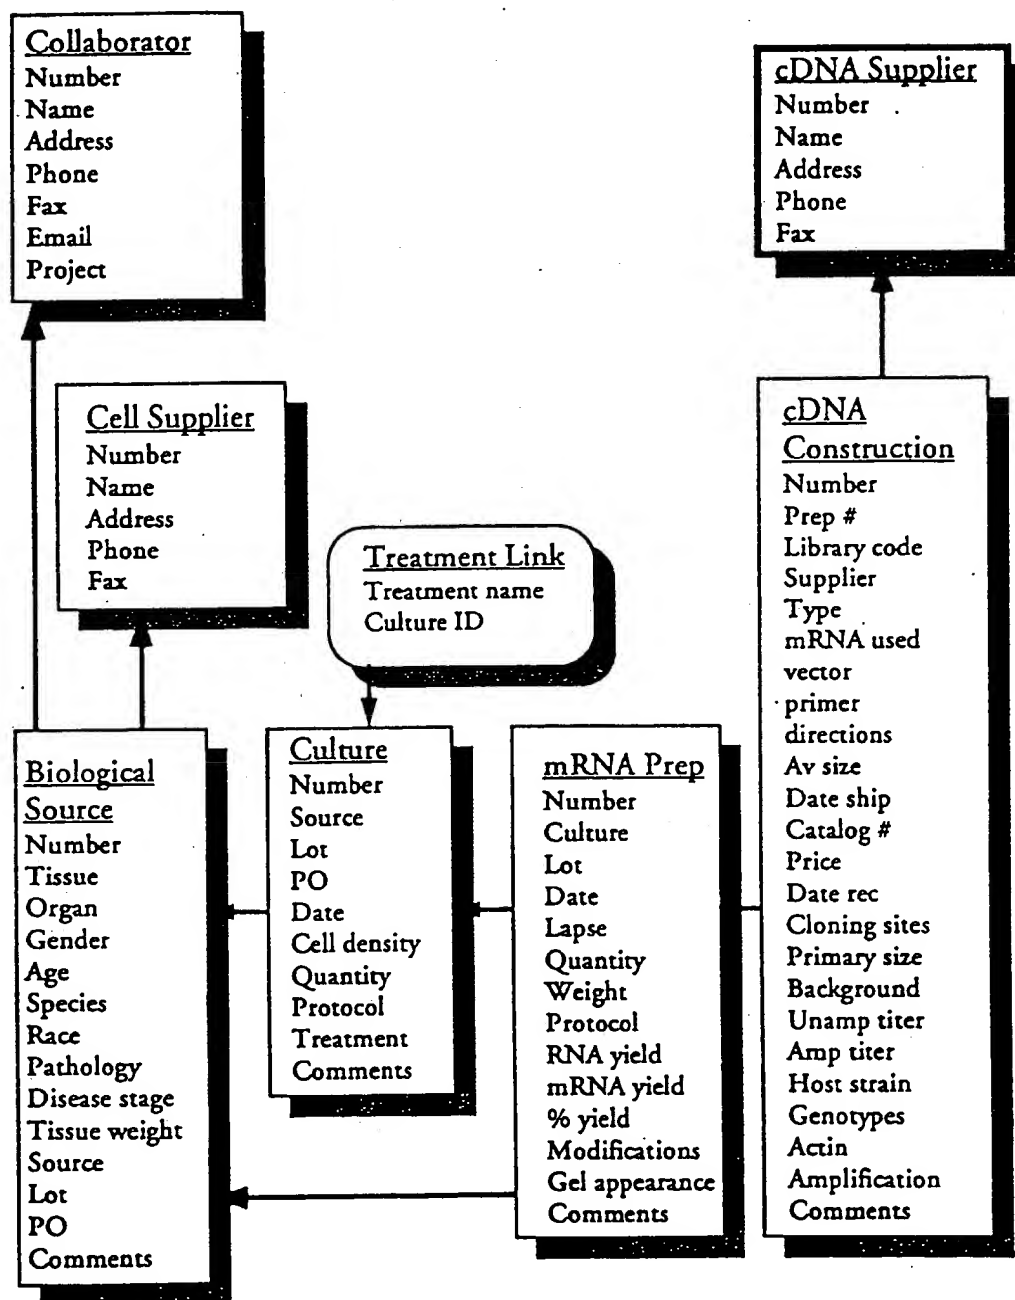 Collaborator
Number
Name
Address
Phone
Fax
Email
Project
cDNA Supplier
Number
Name
Address
Phone
Fax
Cell Supplier
Number
Name
Address
Phone
Fax
Treatment Link
Treatment name
Culture ID
Biological
Source
Number
Tissue
Organ
Gender
Age
Species
Race
Pathology
Disease stage
Tissue weight
Source
Lot
PO
Comments
Culture
Number
Source
Lot
PO
Date
Cell density
Quantity
Protocol
Treatment
Comments
mRNA Prep
Number
Culture
Lot
Date
Lapse
Quantity
Weight
Protocol
RNA yield
mRNA yield
% yield
Modifications
Gel appearance
Comments
cDNA
Construction
Number
Prep #
Library code
Supplier
Type
mRNA used
vector
primer
directions
Av size
Date ship
Catalog #
Price
Date rec
Cloning sites
Primary size
Background
Unamp titer
Amp titer
Host strain
Genotypes
Actin
Amplification
Comments